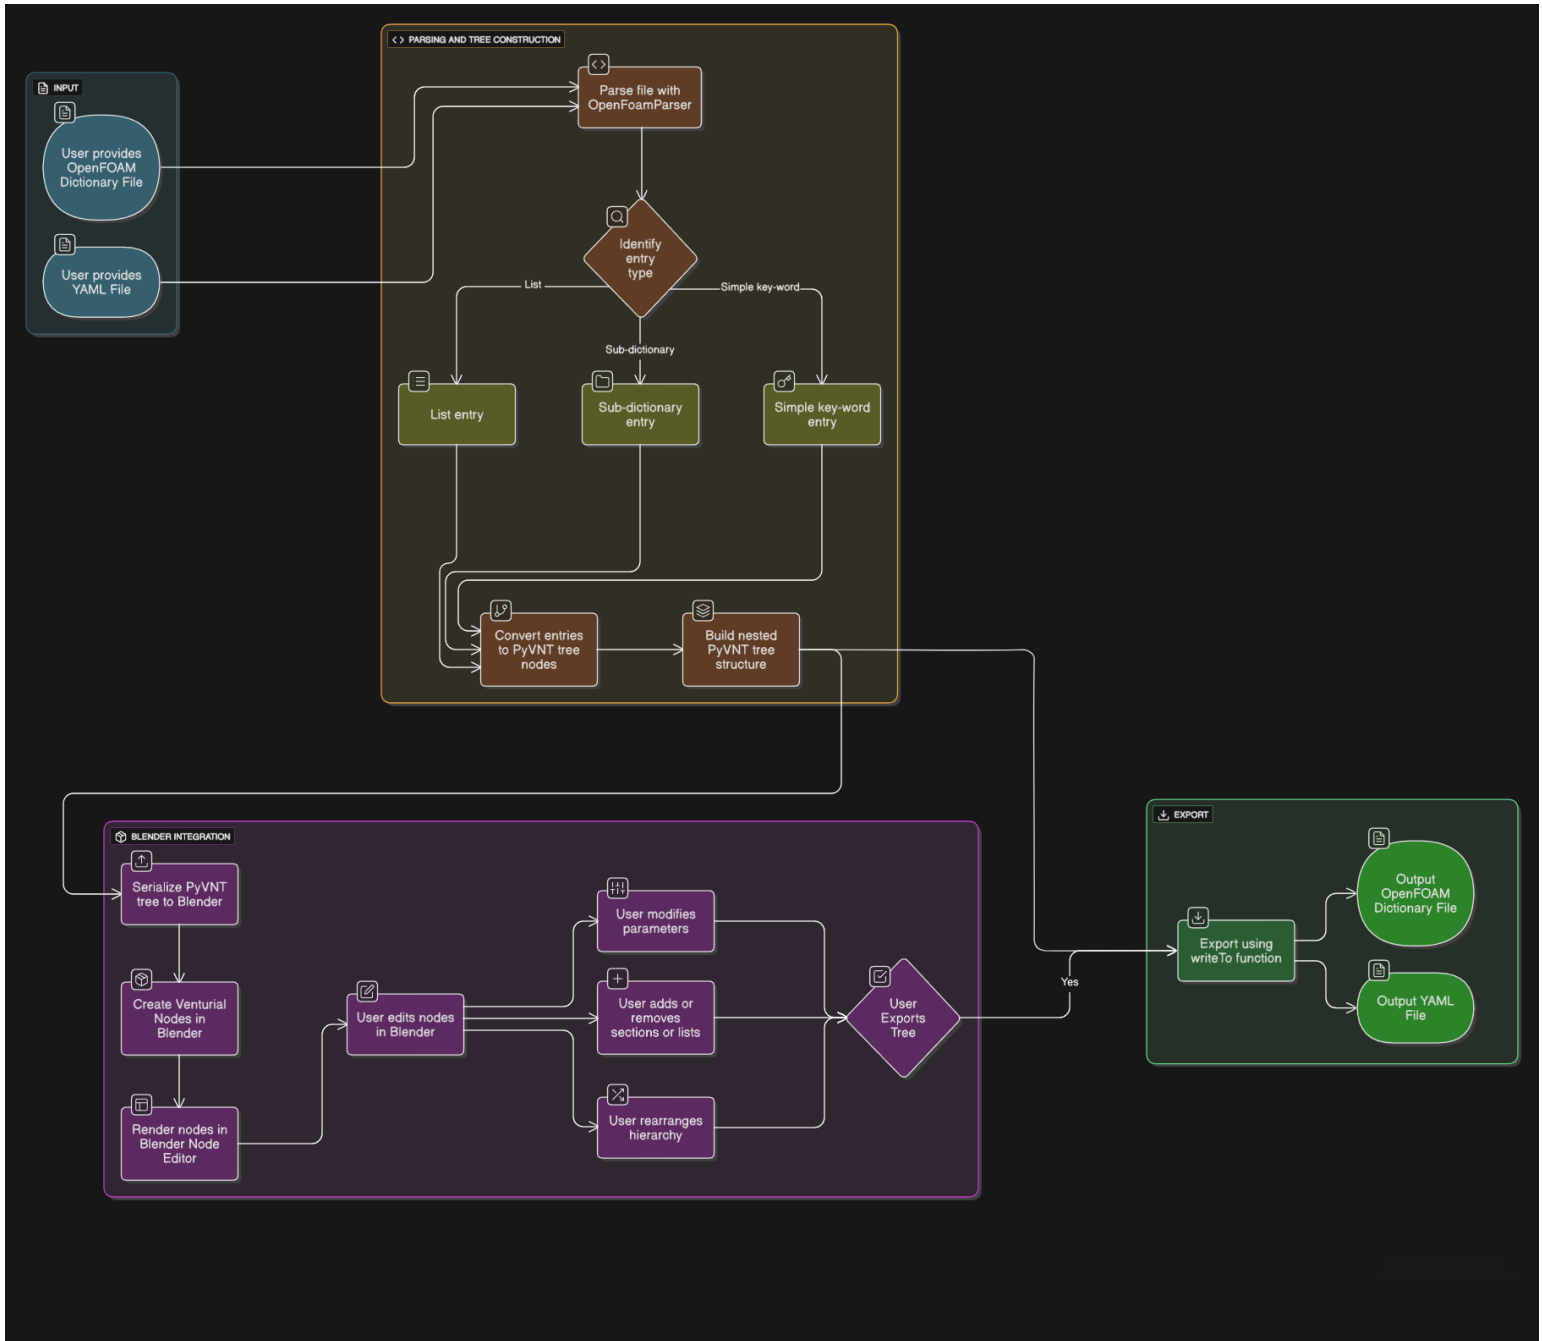 PARSING AND TREE CONSTRUCTION
INPUT
Parse file with
OpenFoamParser
User provides
OpenFOAM
Dictionary File
User provides
YAML File
Identify
entry
type
List
Simple key-word
Sub-dictionary
List entry
Sub-dictionary
entry
Simple key-word
entry
Convert entries
to PyVNT tree
nodes
Build nested
PyVNT tree
structure
BLENDER INTEGRATION
Serialize PyVNT
tree to Blender
Create Venturial
Nodes in
Blender
Render nodes in
Blender Node
Editor
User edits nodes
in Blender
User modifies
parameters
User adds or
removes
sections or lists
User rearranges
hierarchy
User
Exports
Tree
Yes
EXPORT
Export using
writeTo function
Output
OpenFOAM
Dictionary File
Output YAML
File